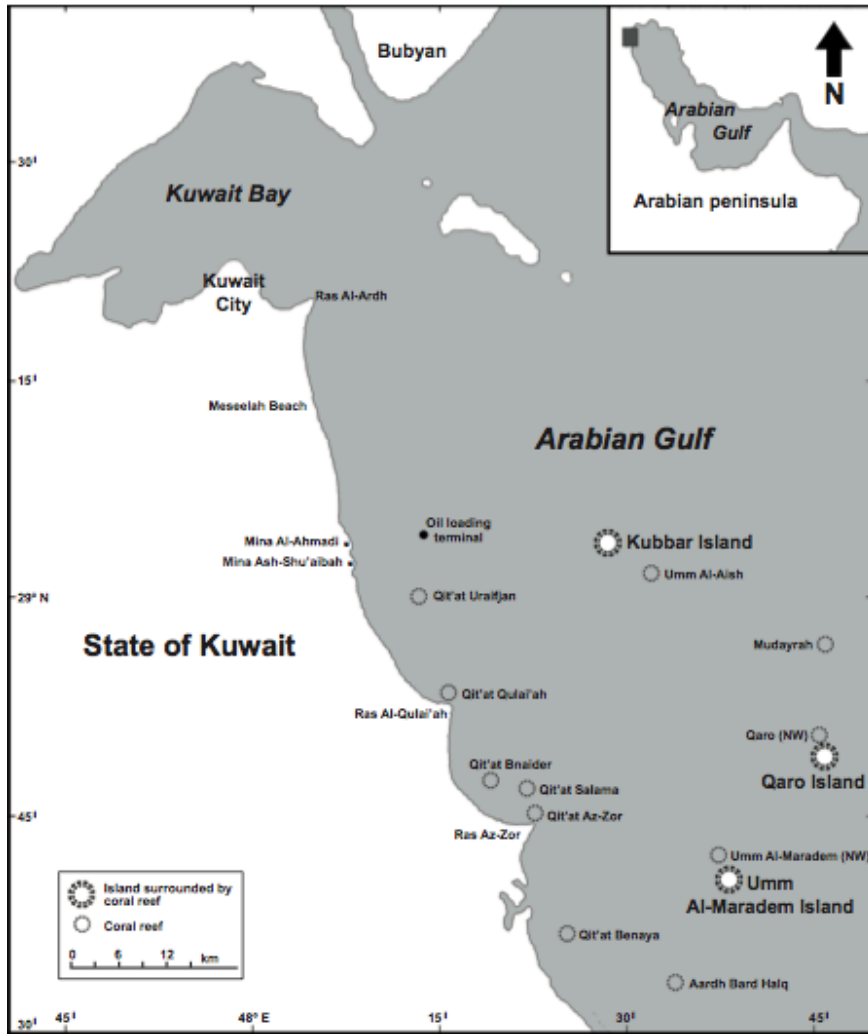 Bubyan
N
Arabian
Gulf
Arabian peninsula
30'
Kuwait Bay
Kuwait
City
Ras Al-Ardh
15'
Meseelah Beach
Arabian Gulf
Oil loading
terminal
Mina Al-Ahmadi
Mina Ash-Shu'aibah
Kubbar Island
Umm Al-Aish
29° N
Qit'at Uraifjan
State of Kuwait
Mudayrah
Qit'at Qulai'ah
Ras Al-Qulai'ah
Qaro (NW)
Qaro Island
Qit'at Bnaider
Qit'at Salama
45'
Qit'at Az-Zor
Ras Az-Zor
Umm Al-Maradem (NW)
Umm
Al-Maradem Island
Island surrounded by
coral reef
Coral reef
0 6 12 km
Qit'at Benaya
Aardh Bard Halq
30'
45'
48° E
15'
30'
45'